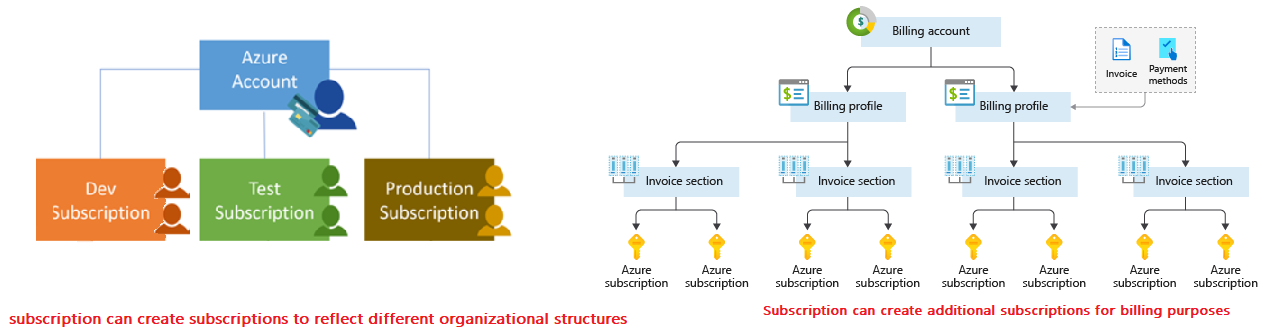 Azure
Account
Dev
Subscription
Test
Subscription
Production
Subscription
subscription can create subscriptions to reflect different organizational structures
Billing account
Invoice
Payment
methods
Billing profile
Billing profile
Invoice section
Invoice section
Invoice section
Invoice section
Azure
subscription
Azure
subscription
Azure
subscription
Azure
subscription
Azure
subscription
Azure
subscription
Azure
subscription
Azure
subscription
Subscription can create additional subscriptions for billing purposes